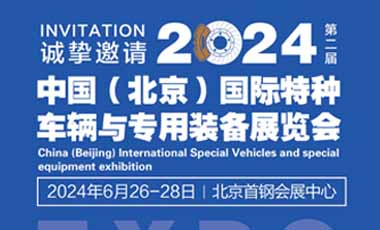 INVITATION
诚挚邀请 2024 第二届
中国（北京）国际特种
车辆与专用装备展览会
China (Beijing) International Special Vehicles and special
equipment exhibition
2024年6月26-28日 | 北京首钢会展中心
EXPO